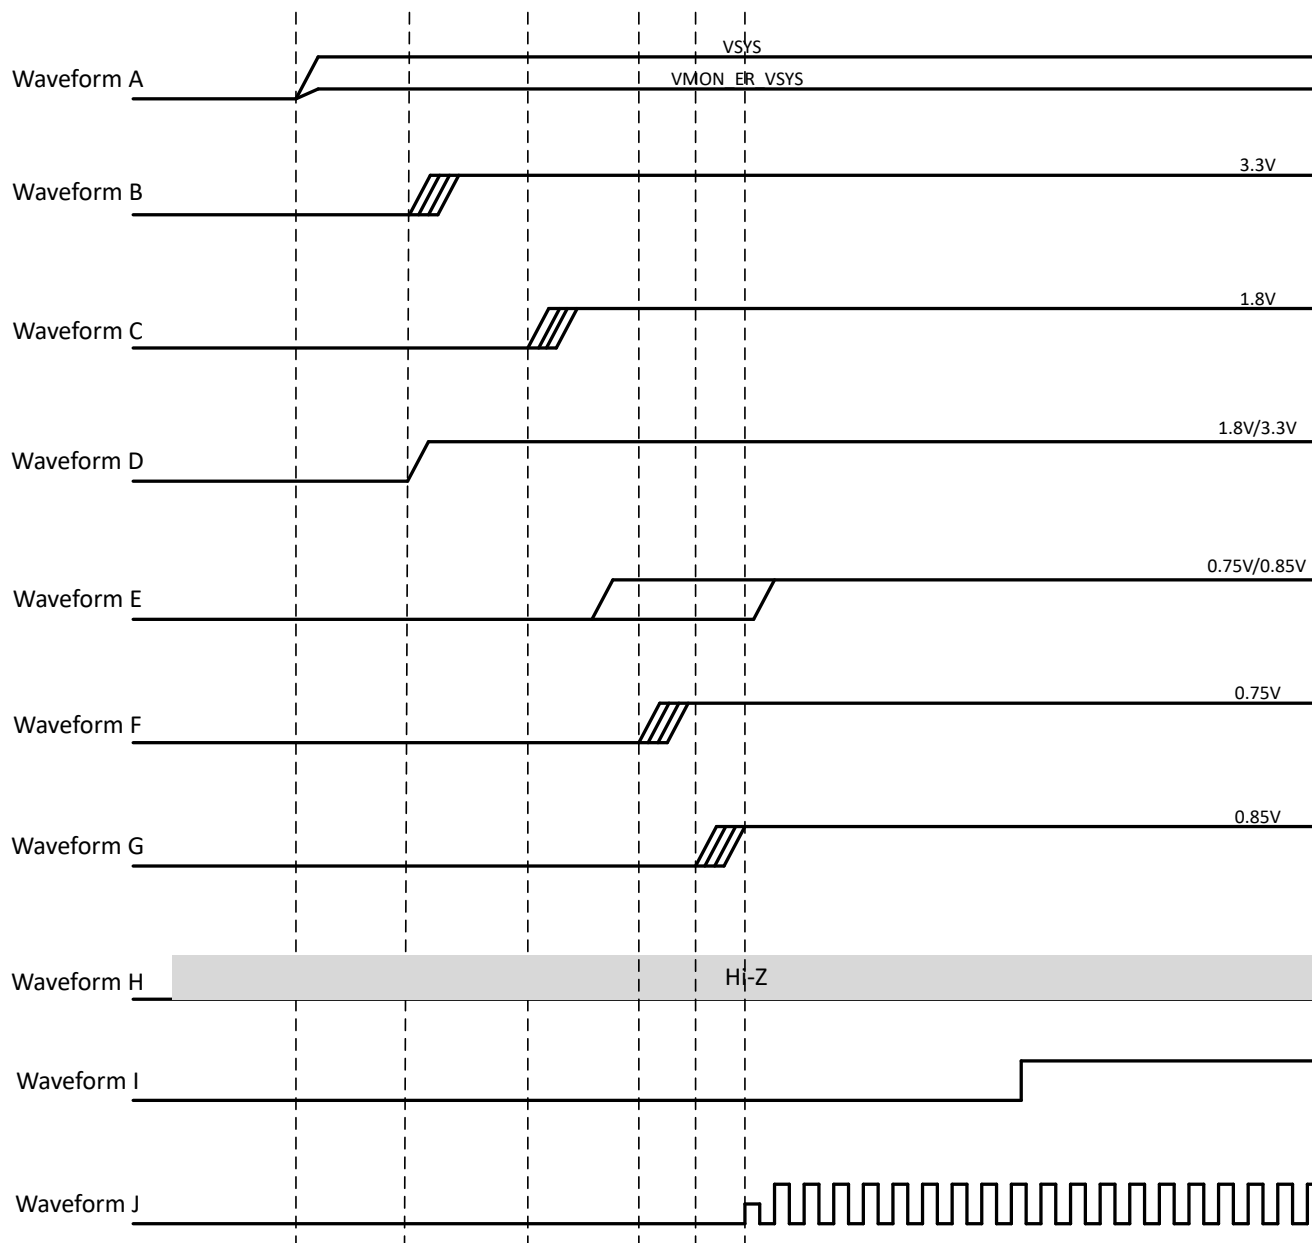 VSYS
Waveform A
VMON_ER_VSYS
3.3V
Waveform B
1.8V
Waveform C
1.8V/3.3V
Waveform D
0.75V/0.85V
Waveform E
0.75V
Waveform F
0.85V
Waveform G
Waveform H
Hi-Z
Waveform I
Waveform J